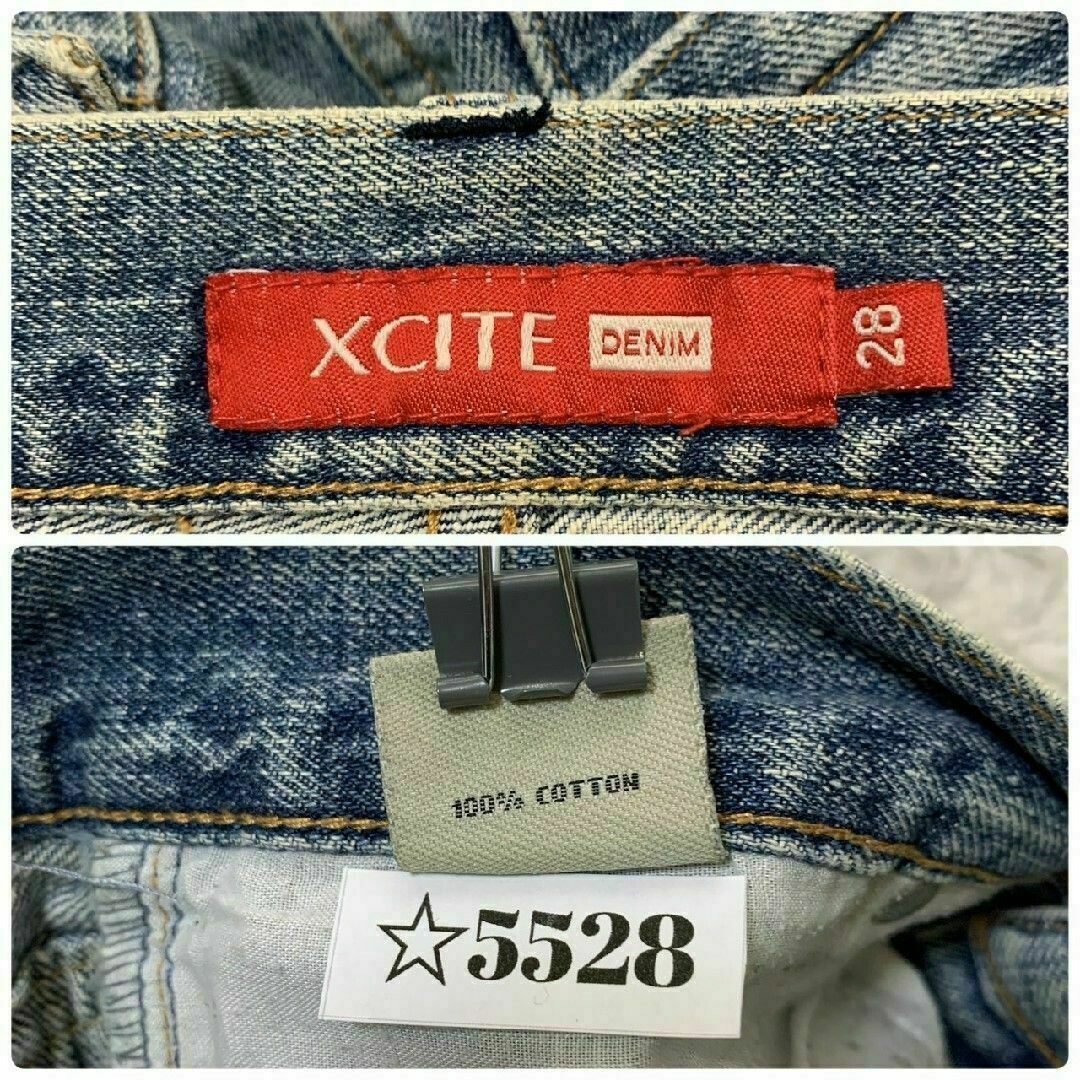 XCITE DENIM
28
100% COTTON
☆5528